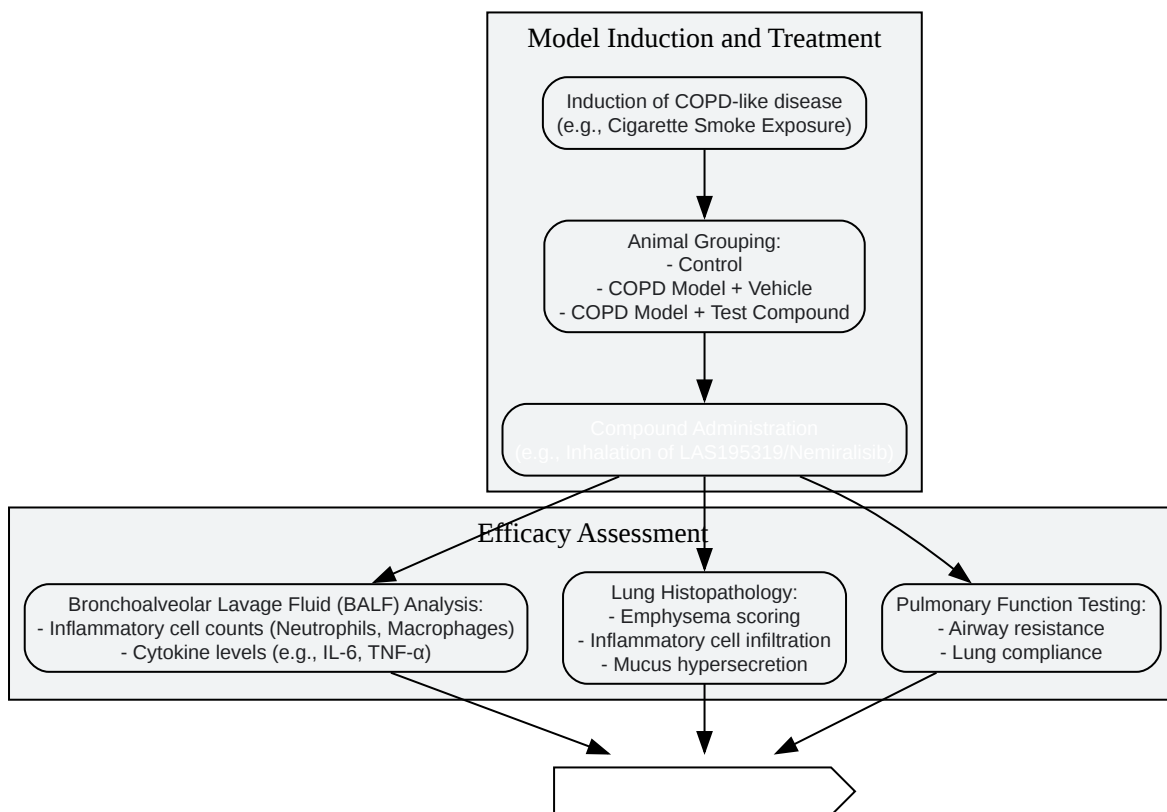 Model Induction and Treatment
Induction of COPD-like disease
(e.g., Cigarette Smoke Exposure)
Animal Grouping:
- Control
- COPD Model + Vehicle
- COPD Model + Test Compound
Compound Administration
(e.g., Inhalation of LAS195319/Nemiralisib)
Efficacy Assessment
Bronchoalveolar Lavage Fluid (BALF) Analysis:
- Inflammatory cell counts (Neutrophils, Macrophages)
- Cytokine levels (e.g., IL-6, TNF-α)
Lung Histopathology:
- Emphysema scoring
- Inflammatory cell infiltration
- Mucus hypersecretion
Pulmonary Function Testing:
- Airway resistance
- Lung compliance